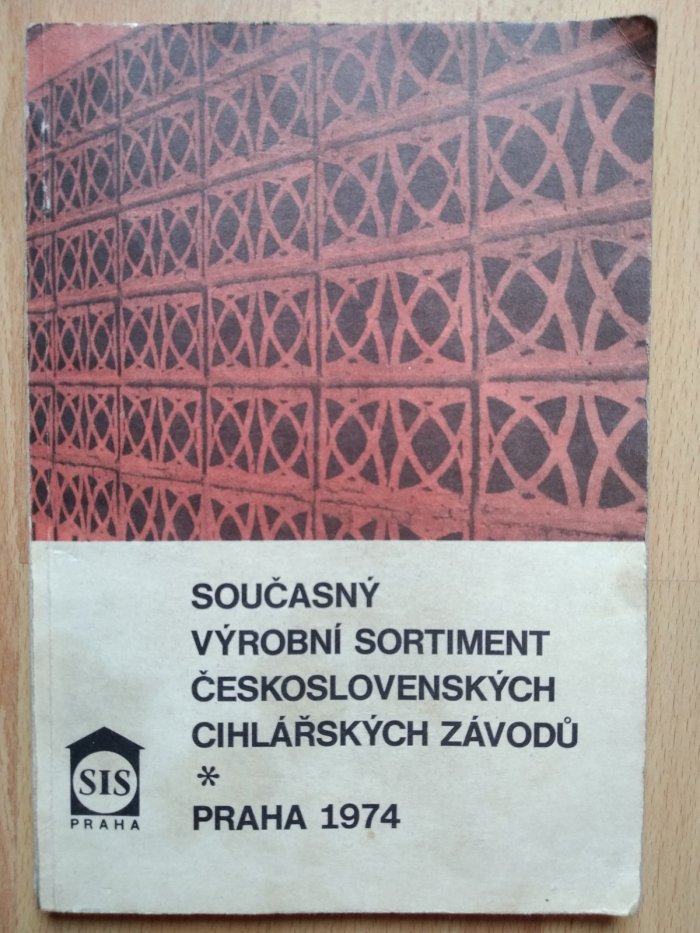 SOUČASNÝ
VÝROBNÍ SORTIMENT
ČESKOSLOVENSKÝCH
CIHLÁŘSKÝCH ZÁVODŮ
*
PRAHA 1974
SIS
PRAHA